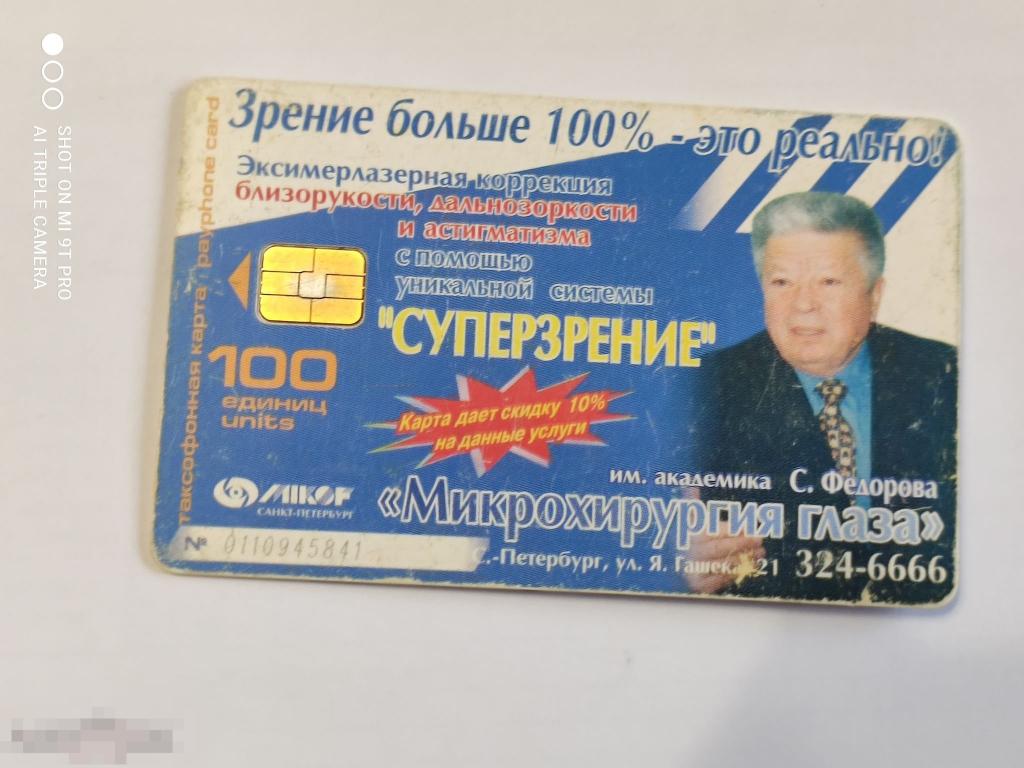 Зрение больше 100% - это реально!
Эксимерлазерная коррекция
близорукости, дальнозоркости
и астигматизма
с помощью
уникальной системы
"СУПЕРЗРЕНИЕ"
таксофонная карта / payphone card
100
единиц
units
Карта дает скидку 10%
на данные услуги
им. академика С. Федорова
«Микрохирургия глаза»
МІКОF
САНКТ-ПЕТЕРБУРГ
№ 0110945841
С.-Петербург, ул. Я. Гашека 21 324-6666
SHOT ON MI 9T PRO
AI TRIPLE CAMERA